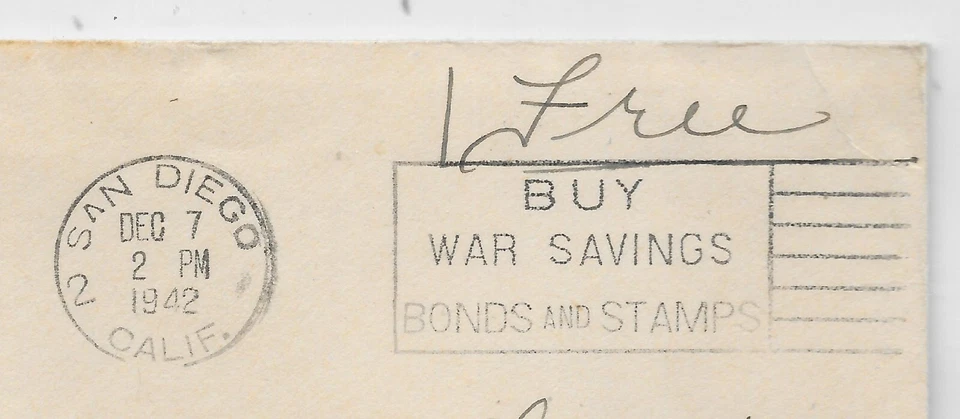 Free
SAN DIEGO
DEC 7
2 PM
1942
2
CALIF.
BUY
WAR SAVINGS
BONDS AND STAMPS